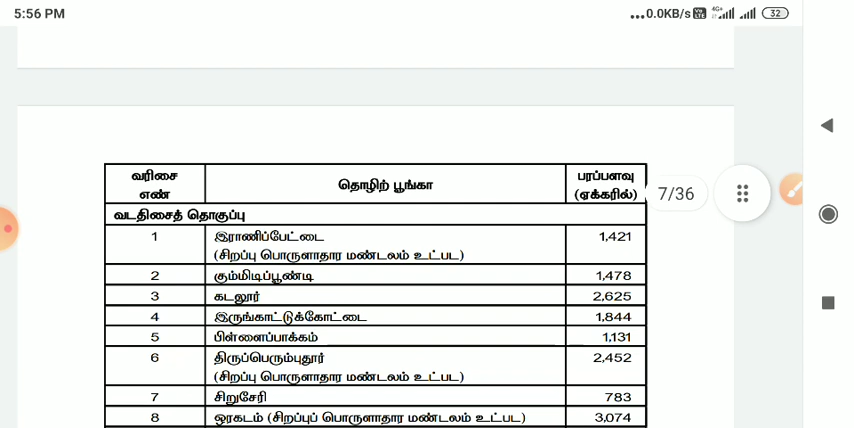 5:56 PM
...0.0KB/s 4G+ 32
வரிசை எண் தொழிற் பூங்கா பரப்பளவு (ஏக்கரில்)
7/36
வடதிசைத் தொகுப்பு
1 இராணிப்பேட்டை 1,421
(சிறப்பு பொருளாதார மண்டலம் உட்பட)
2 கும்மிடிப்பூண்டி 1,478
3 கடலூர் 2,625
4 இருங்காட்டுக்கோட்டை 1,844
5 பிள்ளைப்பாக்கம் 1,131
6 திருப்பெரும்புதூர் 2,452
(சிறப்பு பொருளாதார மண்டலம் உட்பட)
7 சிறுசேரி 783
8 ஒரகடம் (சிறப்புப் பொருளாதார மண்டலம் உட்பட) 3,074